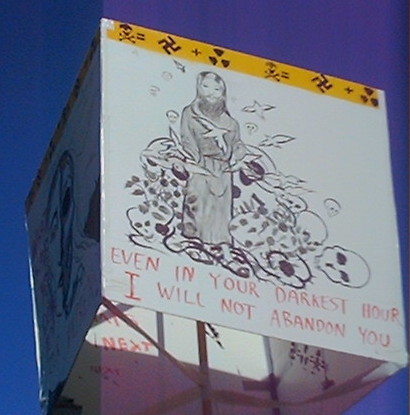 EVEN IN YOUR DARKEST HOUR
I WILL NOT ABANDON YOU
NEXT